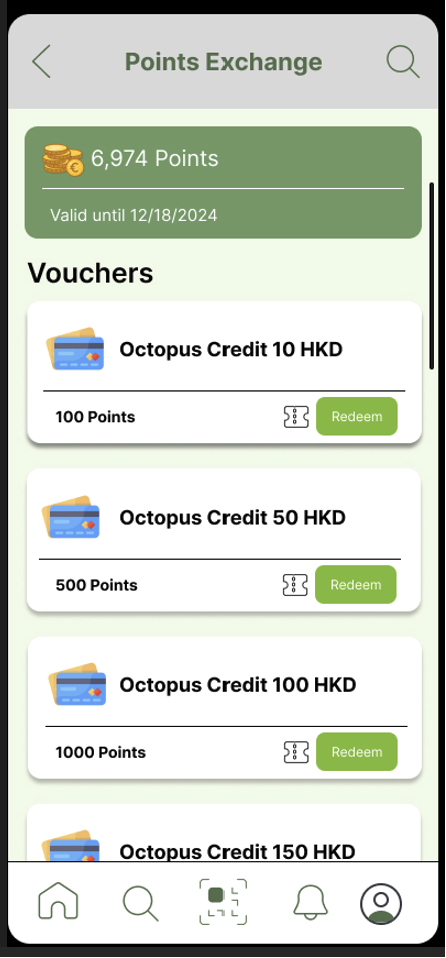 Points Exchange
6,974 Points
Valid until 12/18/2024
Vouchers
Octopus Credit 10 HKD
100 Points
Redeem
Octopus Credit 50 HKD
500 Points
Redeem
Octopus Credit 100 HKD
1000 Points
Redeem
Octopus Credit 150 HKD